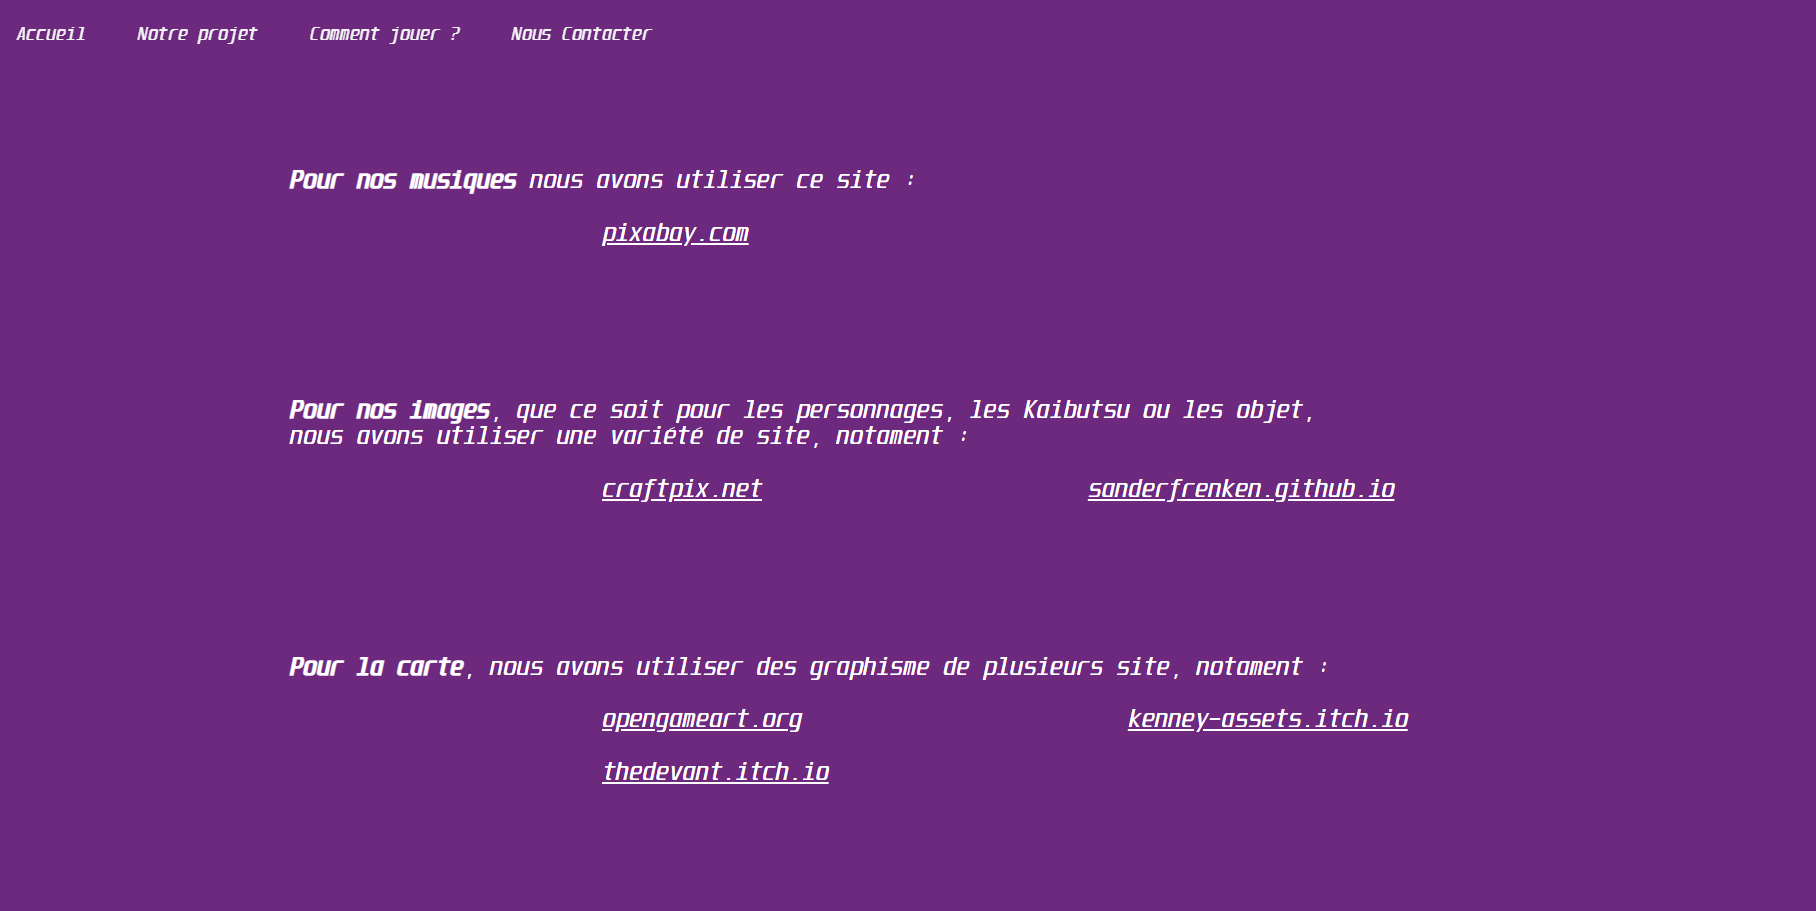 Accueil Notre projet Comment jouer ? Nous Contacter
Pour nos musiques nous avons utiliser ce site :
pixabay.com
Pour nos images, que ce soit pour les personnages, les Kaibutsu ou les objet,
nous avons utiliser une variété de site, notament :
craftpix.net sanderfrenken.github.io
Pour la carte, nous avons utiliser des graphisme de plusieurs site, notament :
opengameart.org kenney-assets.itch.io
thedevant.itch.io